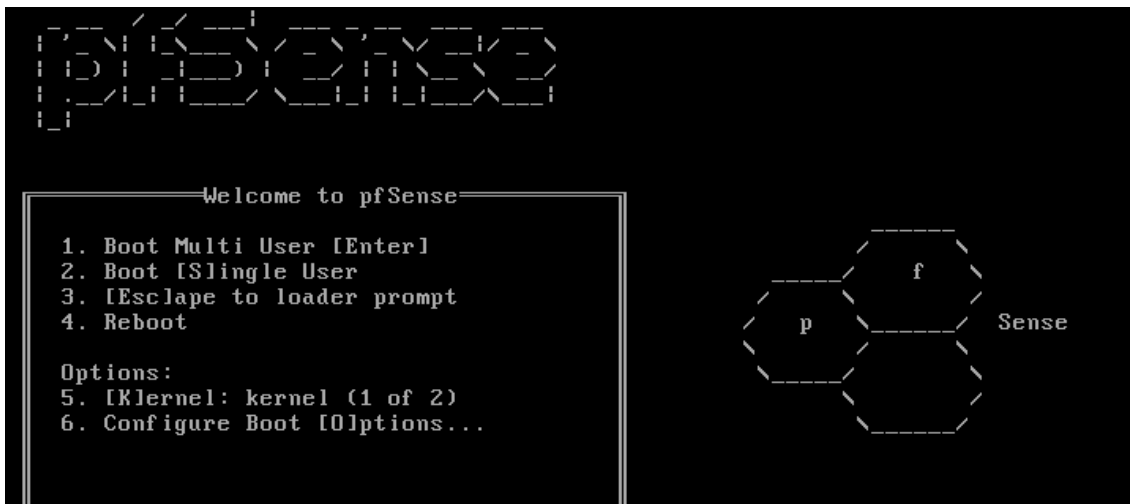 pfSense
Welcome to pfSense
1. Boot Multi User [Enter]
2. Boot [S]ingle User
3. [Esc]ape to loader prompt
4. Reboot
Options:
5. [K]ernel: kernel (1 of 2)
6. Configure Boot [O]ptions...
f
p
Sense